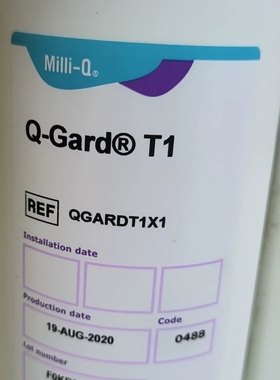 Milli-Q®
Q-Gard® T1
REF QGARDT1X1
Installation date
Production date Code
19-AUG-2020 0488
Lot number